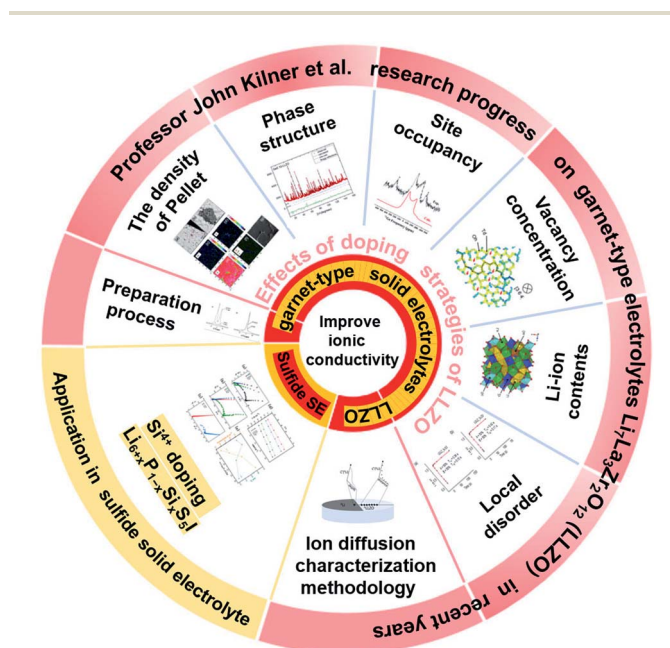 Professor John Kilner et al. research progress on garnet-type electrolytes Li₇La₃Zr₂O₁₂ (LLZO) in recent years
Application in sulfide solid electrolyte
Phase
structure
Site
occupancy
Vacancy
concentration
Li-ion
contents
Local
disorder
Ion diffusion
characterization
methodology
Si⁴⁺ doping
Li₆₊ₓP₁₋ₓSiₓS₅I
Preparation
process
The density
of Pellet
Effects of doping strategies of LLZO
garnet-type solid electrolytes
LLZO
Sulfide SE
Improve
ionic
conductivity